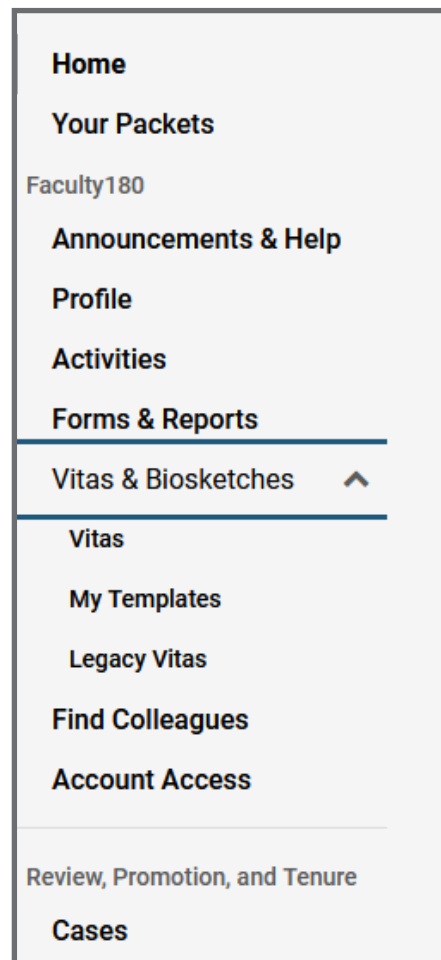 Home
Your Packets
Faculty180
Announcements & Help
Profile
Activities
Forms & Reports
Vitas & Biosketches
Vitas
My Templates
Legacy Vitas
Find Colleagues
Account Access
Review, Promotion, and Tenure
Cases